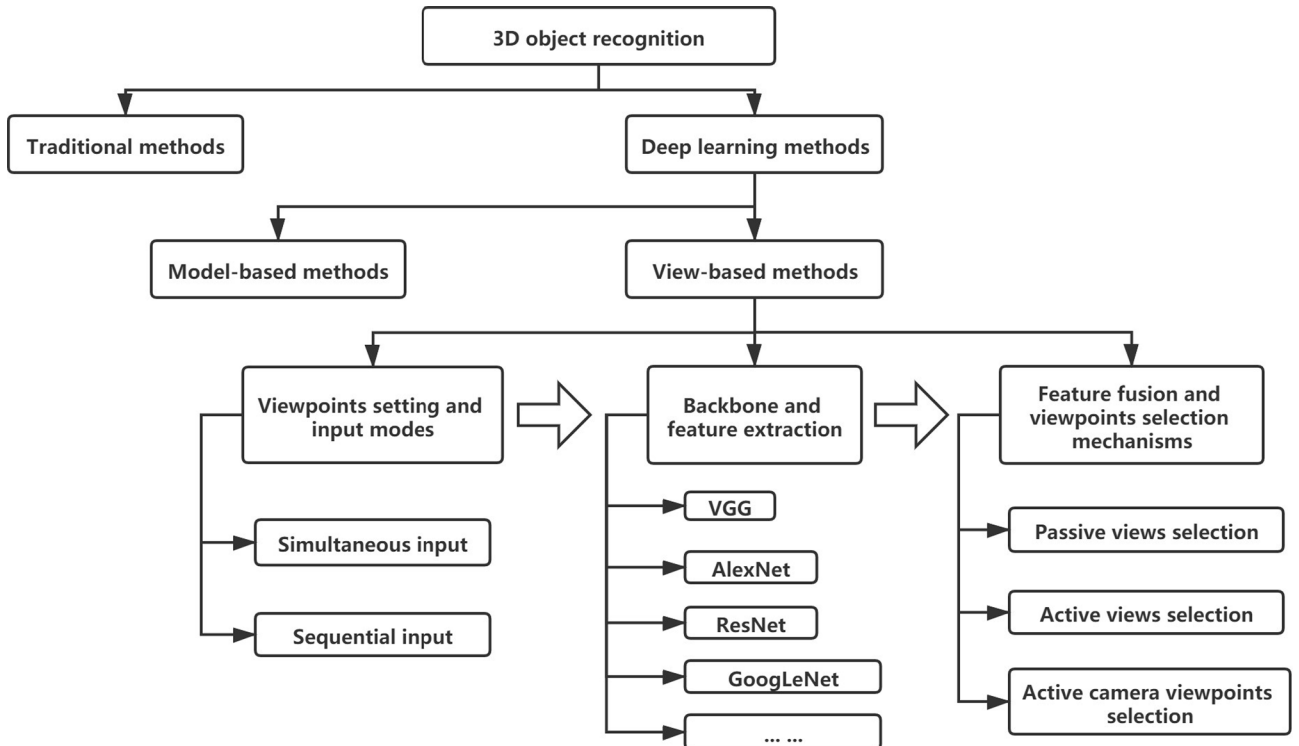 3D object recognition
Traditional methods
Deep learning methods
Model-based methods
View-based methods
Viewpoints setting and
input modes
Backbone and
feature extraction
Feature fusion and
viewpoints selection
mechanisms
Simultaneous input
Sequential input
VGG
AlexNet
ResNet
GoogLeNet
... ...
Passive views selection
Active views selection
Active camera viewpoints
selection